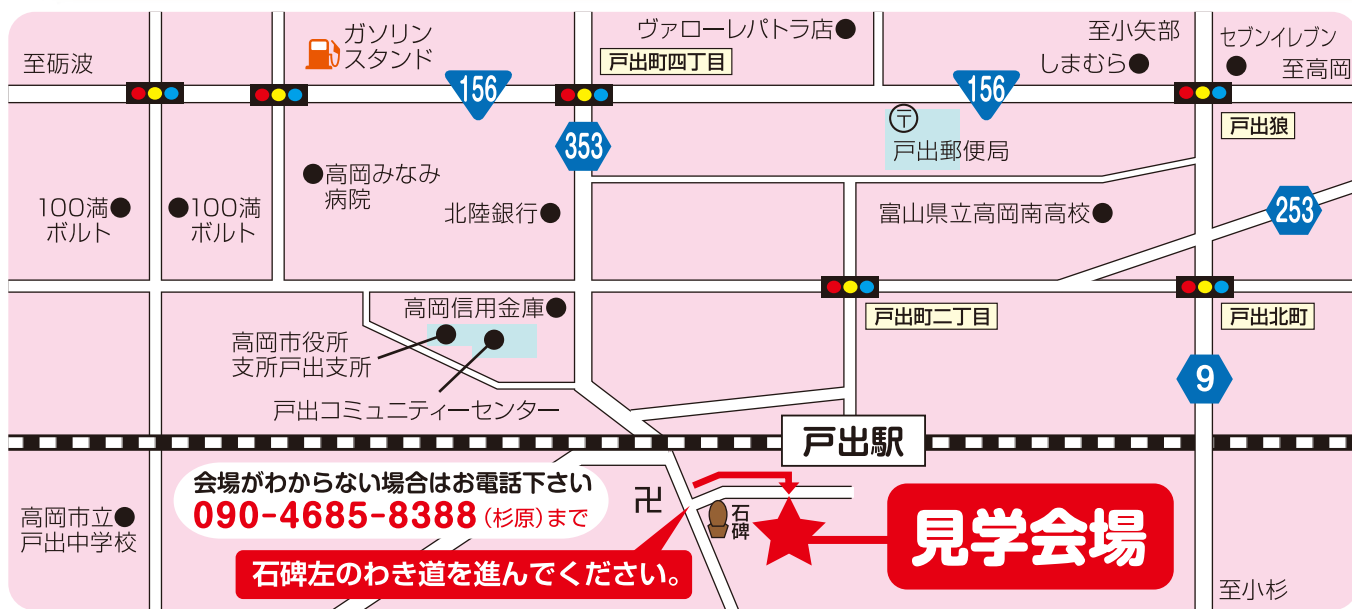 ガソリン
スタンド
ヴァローレパトラ店
至小矢部
セブンイレブン
至砺波
戸出町四丁目
しまむら
至高岡
156
156
戸出狼
〒
戸出郵便局
353
高岡みなみ
病院
100満
ボルト
100満
ボルト
北陸銀行
富山県立高岡南高校
253
高岡信用金庫
戸出町二丁目
戸出北町
高岡市役所
支所戸出支所
9
戸出コミュニティーセンター
戸出駅
会場がわからない場合はお電話下さい
090-4685-8388(杉原)まで
卍
石碑
見学会場
高岡市立
戸出中学校
石碑左のわき道を進んでください。
至小杉